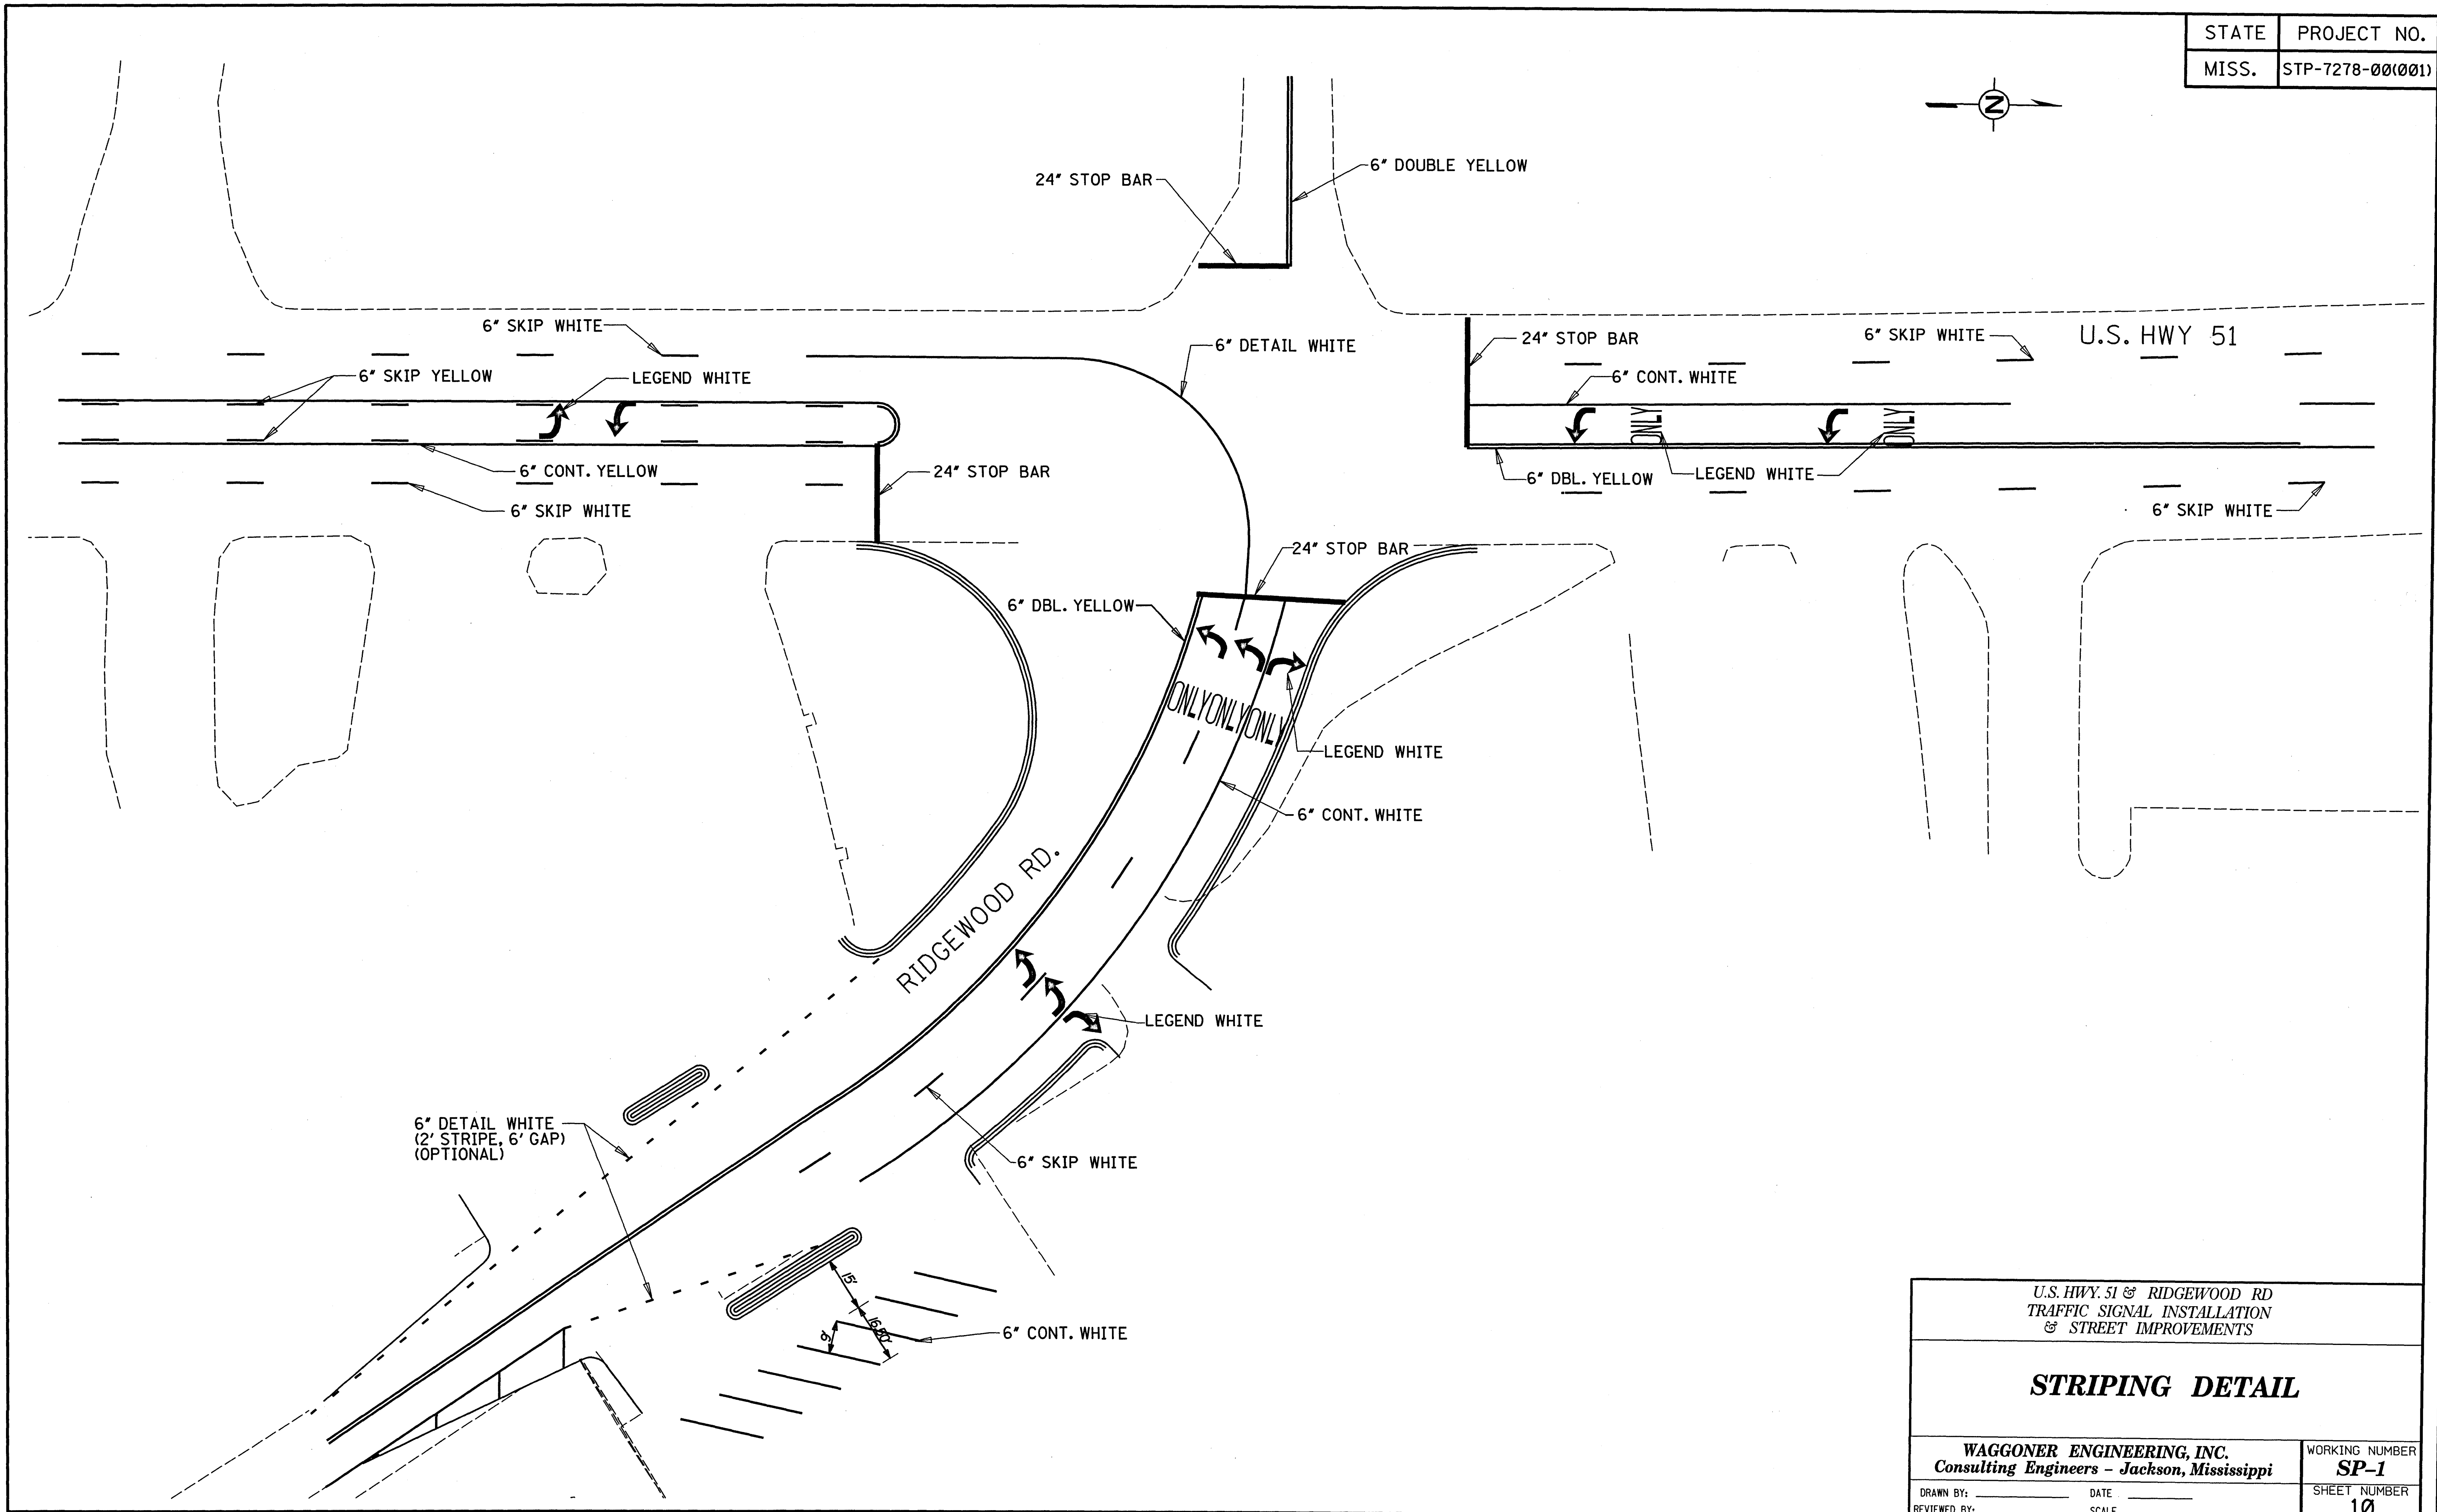 STATE PROJECT NO.
MISS. STP-7278-00(001)
N
24" STOP BAR
6" DOUBLE YELLOW
6" SKIP WHITE
6" DETAIL WHITE
24" STOP BAR
6" SKIP WHITE
U.S. HWY 51
6" SKIP YELLOW
LEGEND WHITE
6" CONT. WHITE
ONLY
ONLY
6" CONT. YELLOW
24" STOP BAR
6" DBL. YELLOW
LEGEND WHITE
6" SKIP WHITE
6" SKIP WHITE
24" STOP BAR
6" DBL. YELLOW
ONLY ONLY ONLY
LEGEND WHITE
6" CONT. WHITE
RIDGEWOOD RD.
LEGEND WHITE
6" DETAIL WHITE
(2' STRIPE, 6' GAP)
(OPTIONAL)
6" SKIP WHITE
15'
16.50'
9'
6" CONT. WHITE
U.S. HWY. 51 & RIDGEWOOD RD
TRAFFIC SIGNAL INSTALLATION
& STREET IMPROVEMENTS
STRIPING DETAIL
WAGGONER ENGINEERING, INC.
Consulting Engineers - Jackson, Mississippi
WORKING NUMBER
SP-1
DRAWN BY: DATE
REVIEWED BY: SCALE
SHEET NUMBER
10